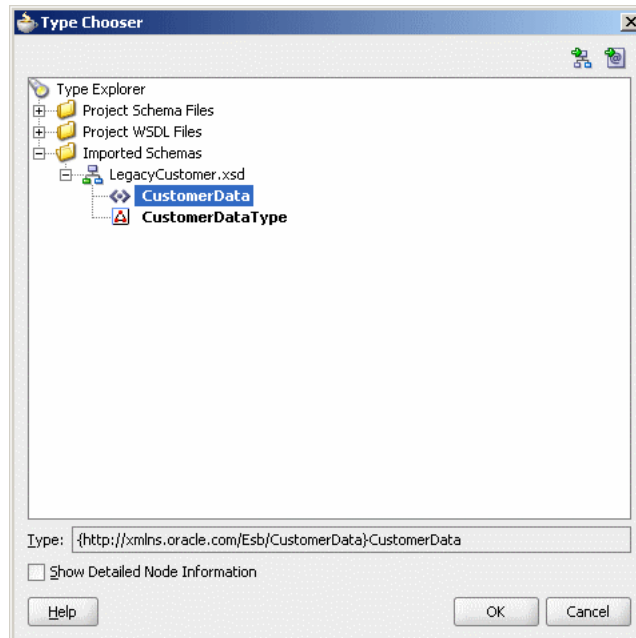 Type Chooser
Type Explorer
Project Schema Files
Project WSDL Files
Imported Schemas
LegacyCustomer.xsd
CustomerData
CustomerDataType
Type: {http://xmlns.oracle.com/Esb/CustomerData}CustomerData
Show Detailed Node Information
Help OK Cancel